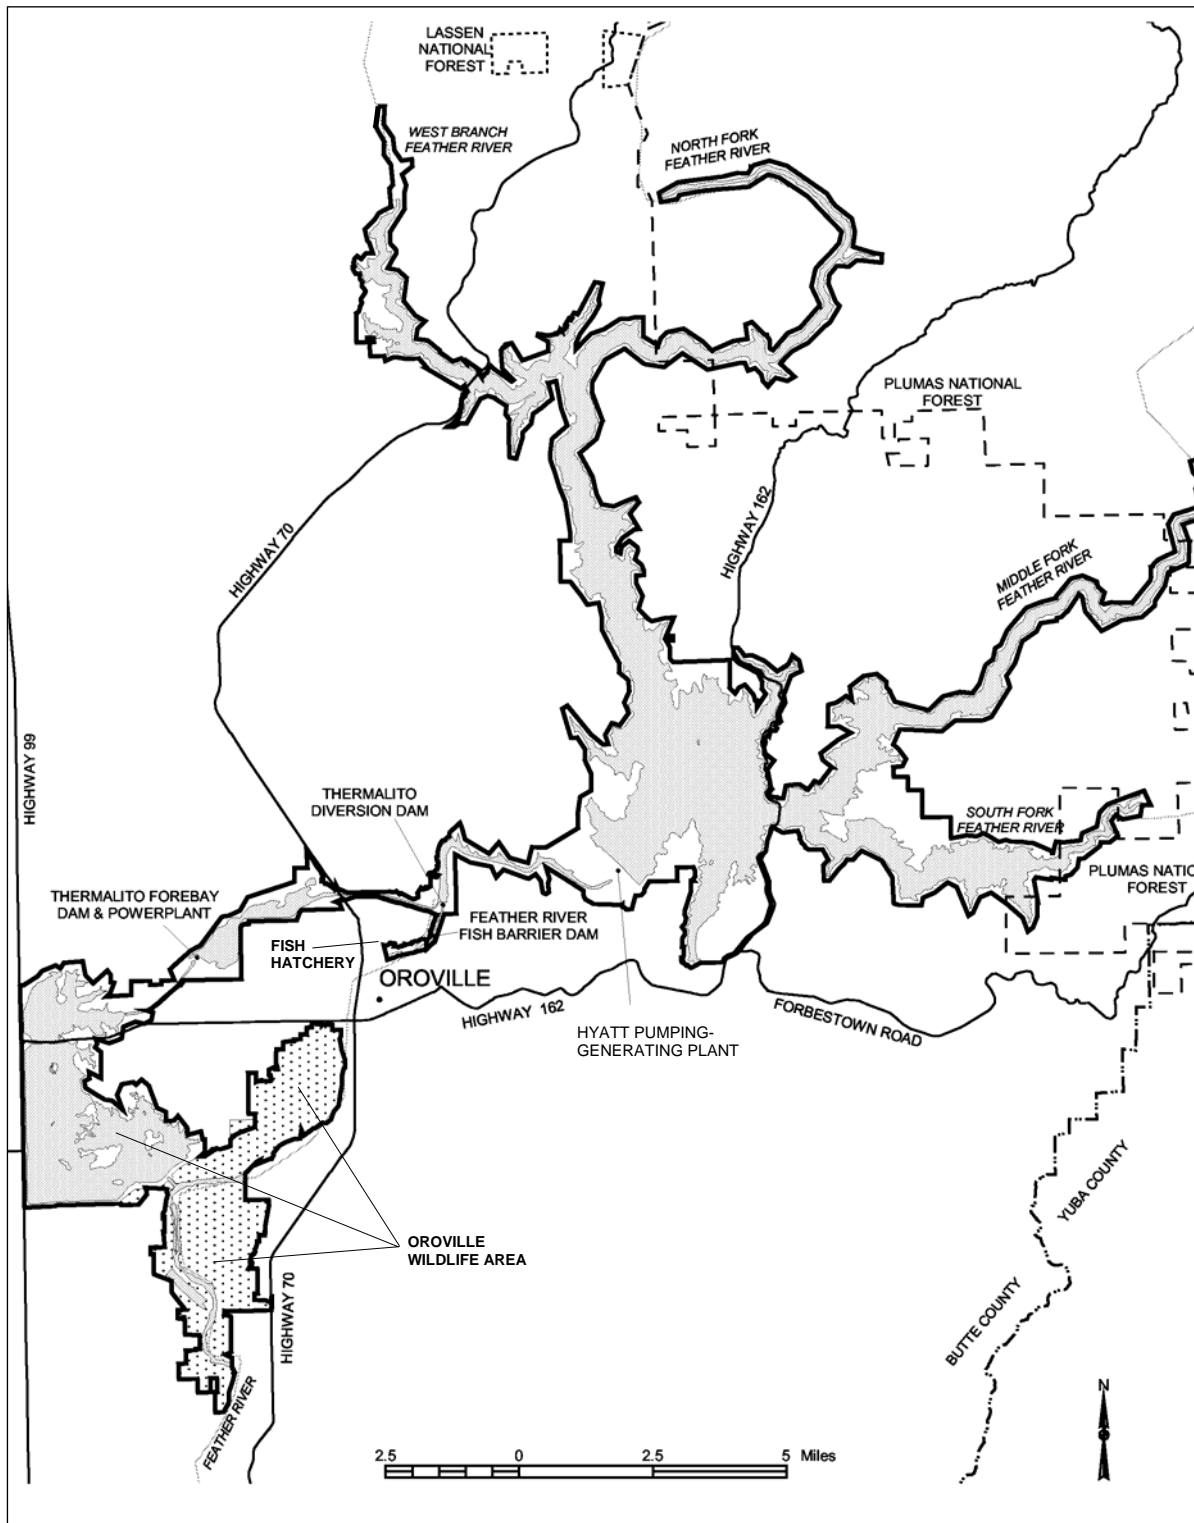 LASSEN
NATIONAL
FOREST
WEST BRANCH
FEATHER RIVER
NORTH FORK
FEATHER RIVER
PLUMAS NATIONAL
FOREST
HIGHWAY 70
HIGHWAY 162
MIDDLE FORK
FEATHER RIVER
HIGHWAY 99
THERMALITO
DIVERSION DAM
SOUTH FORK
FEATHER RIVER
PLUMAS NATIO
FOREST
THERMALITO FOREBAY
DAM & POWERPLANT
FEATHER RIVER
FISH BARRIER DAM
FISH
HATCHERY
OROVILLE
HIGHWAY 162
FORBESTOWN ROAD
HYATT PUMPING-
GENERATING PLANT
YUBA COUNTY
OROVILLE
WILDLIFE AREA
HIGHWAY 70
BUTTE COUNTY
FEATHER RIVER
N
2.5 0 2.5 5 Miles